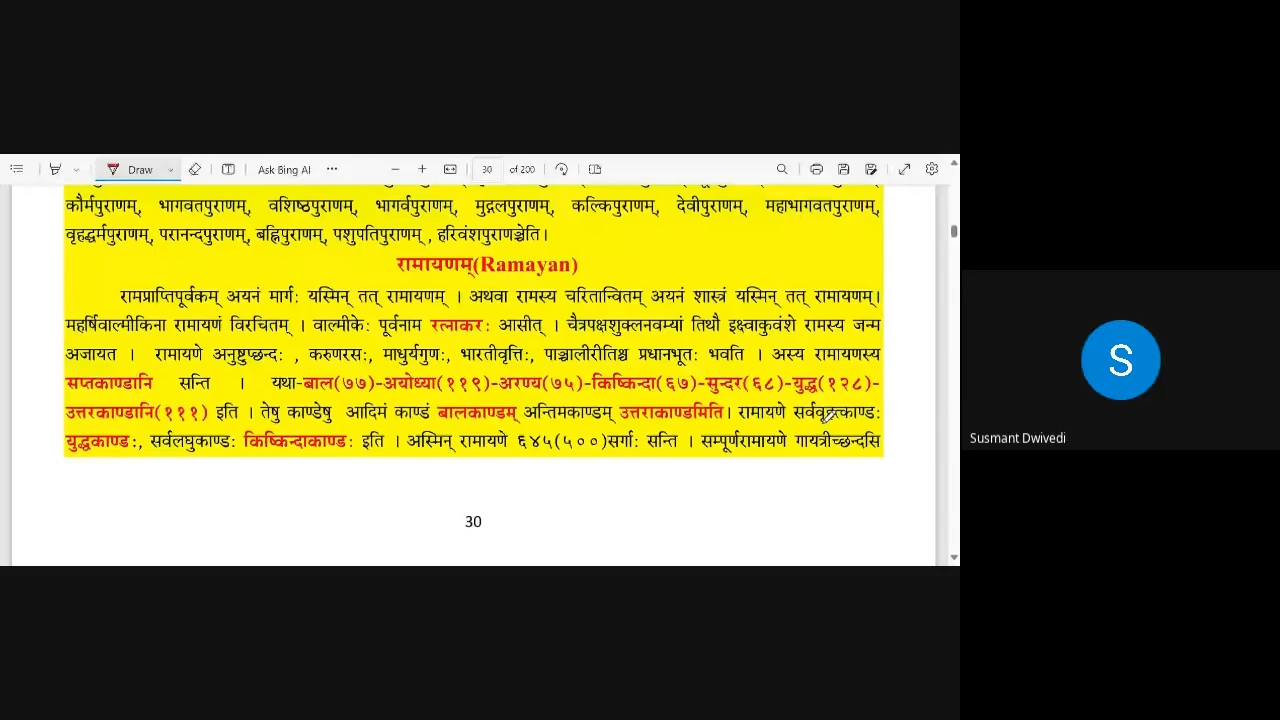 Draw
Ask Bing AI
30 of 200
कौर्मपुराणम्, भागवतपुराणम्, वशिष्ठपुराणम्, भार्गवपुराणम्, मुद्गलपुराणम्, कल्किपुराणम्, देवीपुराणम्, महाभागवतपुराणम्,
वृहद्धर्मपुराणम्, परानन्दपुराणम्, बह्निपुराणम्, पशुपतिपुराणम् , हरिवंशपुराणञ्चेति।
रामायणम्(Ramayan)
रामप्राप्तिपूर्वकम् अयनं मार्गः यस्मिन् तत् रामायणम् । अथवा रामस्य चरितान्वितम् अयनं शास्त्रं यस्मिन् तत् रामायणम्।
महर्षिवाल्मीकिना रामायणं विरचितम् । वाल्मीकेः पूर्वनाम रत्नाकरः आसीत् । चैत्रपक्षशुक्लनवम्यां तिथौ इक्ष्वाकुवंशे रामस्य जन्म
अजायत । रामायणे अनुष्टुप्छन्दः , करुणरसः, माधुर्यगुणः, भारतीवृत्तिः, पाञ्चालीरीतिश्च प्रधानभूतः भवति । अस्य रामायणस्य
सप्तकाण्डानि सन्ति । यथा-बाल(७७)-अयोध्या(११९)-अरण्य(७५)-किष्किन्दा(६७)-सुन्दर(६८)-युद्ध(१२८)-
उत्तरकाण्डानि(१११) इति । तेषु काण्डेषु आदिमं काण्डं बालकाण्डम् अन्तिमकाण्डम् उत्तराकाण्डमिति। रामायणे सर्ववृहत्काण्डः
युद्धकाण्डः, सर्वलघुकाण्डः किष्किन्दाकाण्डः इति । अस्मिन् रामायणे ६४५(५००)सर्गाः सन्ति । सम्पूर्णरामायणे गायत्रीच्छन्दसि
30
S
Susmant Dwivedi